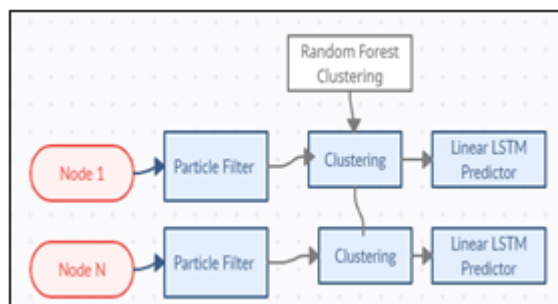 Random Forest
Clustering
Node 1
Particle Filter
Clustering
Linear LSTM
Predictor
Node N
Particle Filter
Clustering
Linear LSTM
Predictor